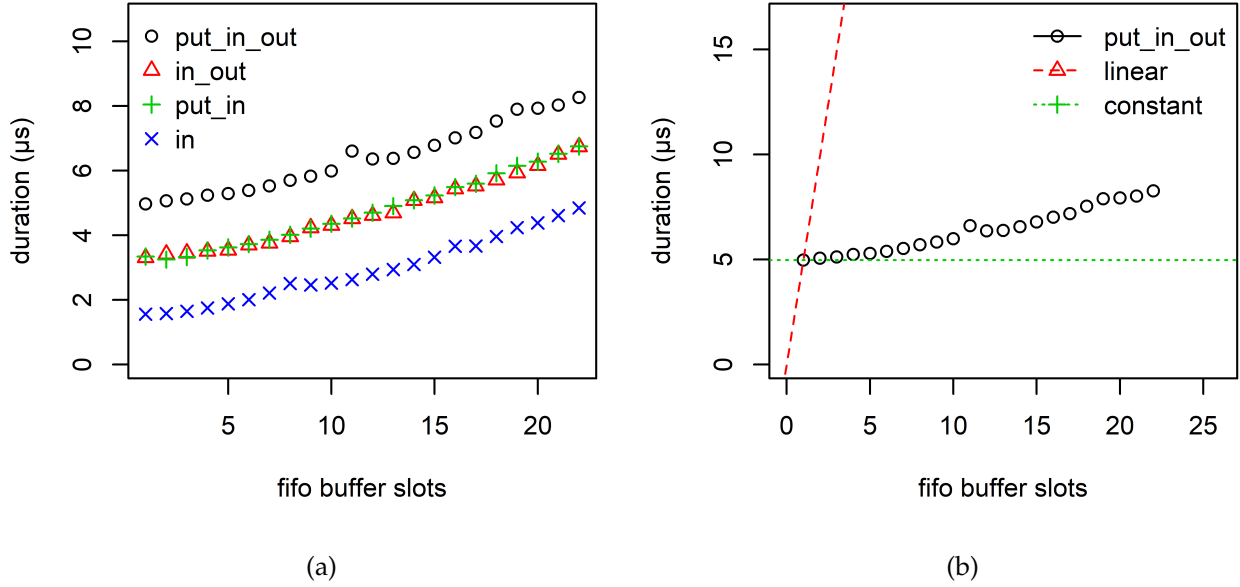 put_in_out
in_out
put_in
in
duration (µs)
0
2
4
6
8
10
5
10
15
20
fifo buffer slots
(a)
put_in_out
linear
constant
duration (µs)
0
5
10
15
0
5
10
15
20
25
fifo buffer slots
(b)